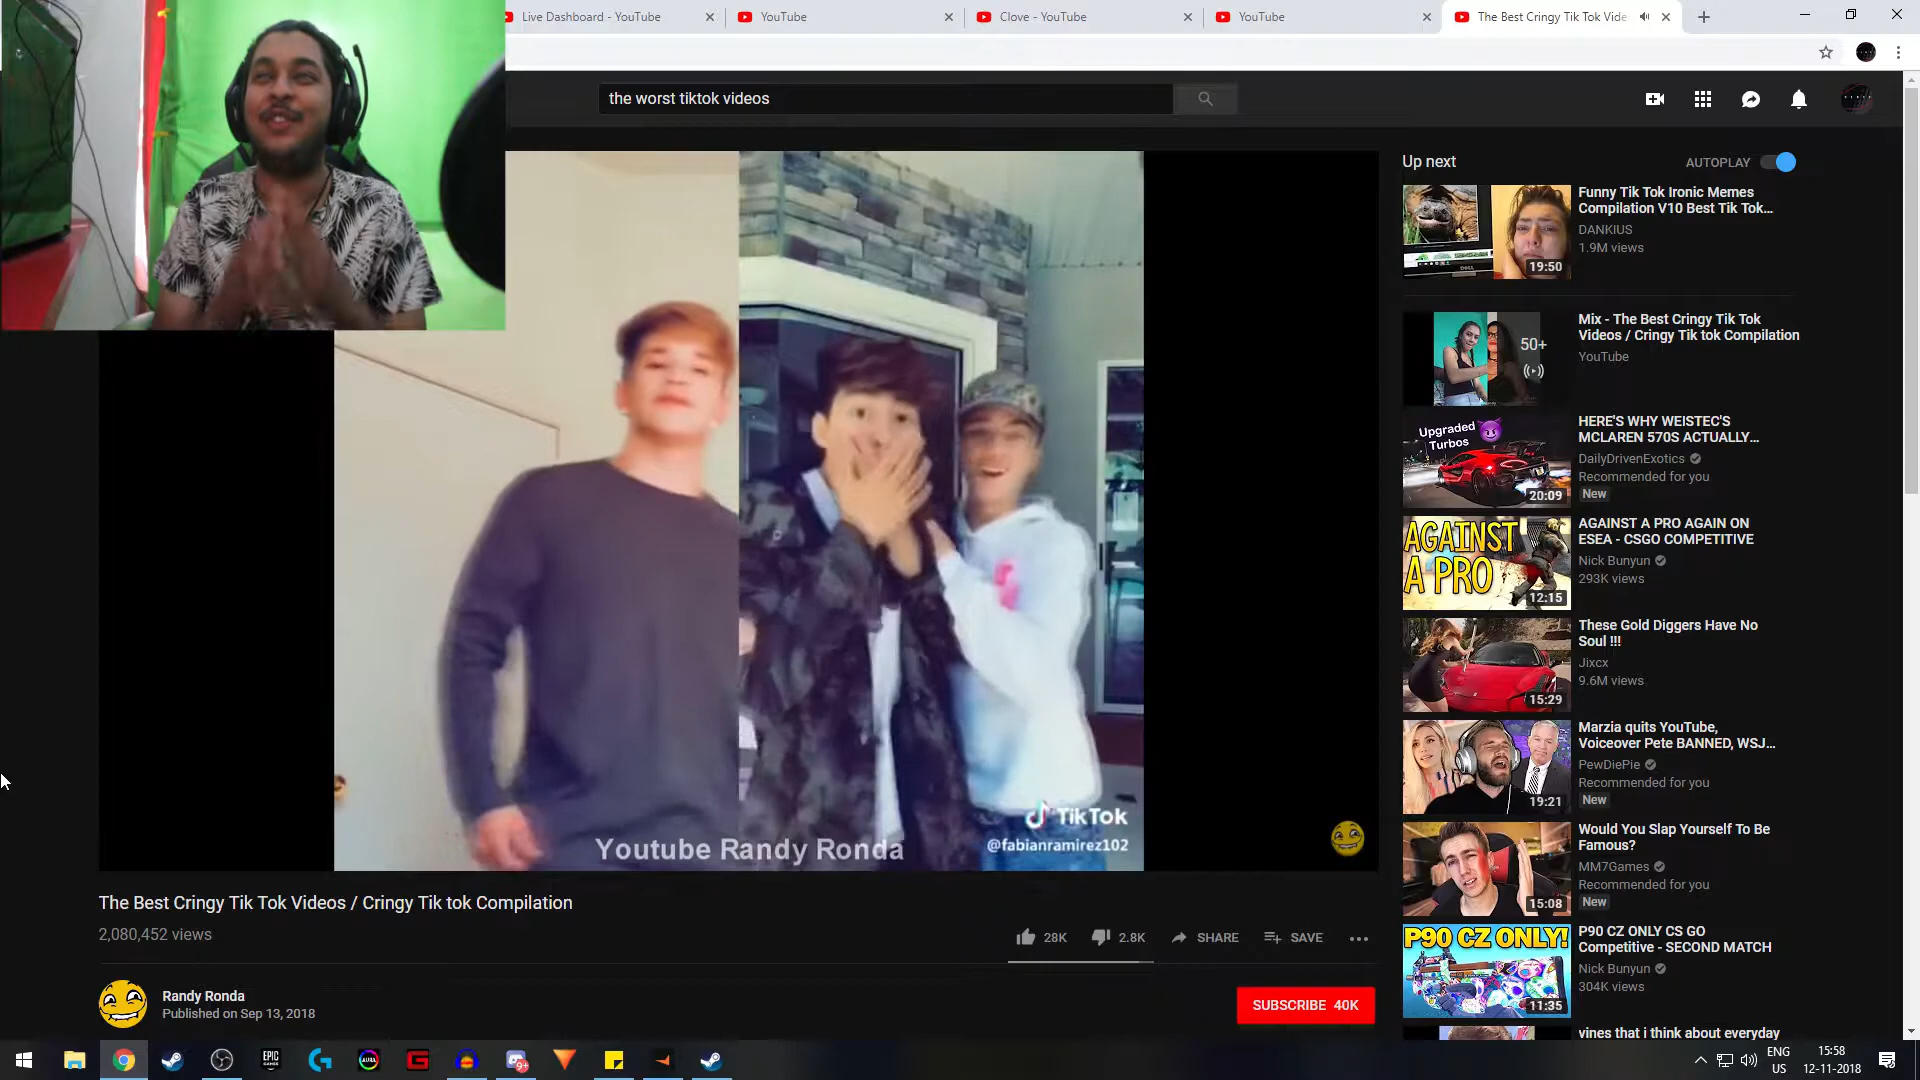 Live Dashboard - YouTube
YouTube
Clove - YouTube
YouTube
The Best Cringy Tik Tok Vide
the worst tiktok videos
Up next
AUTOPLAY
Funny Tik Tok Ironic Memes
Compilation V10 Best Tik Tok...
DANKIUS
1.9M views
19:50
Mix - The Best Cringy Tik Tok
Videos / Cringy Tik tok Compilation
YouTube
50+
Upgraded
Turbos
20:09
HERE'S WHY WEISTEC'S
MCLAREN 570S ACTUALLY...
DailyDrivenExotics
Recommended for you
New
AGAINST
A PRO
12:15
AGAINST A PRO AGAIN ON
ESEA - CSGO COMPETITIVE
Nick Bunyun
293K views
15:29
These Gold Diggers Have No
Soul !!!
Jixcx
9.6M views
19:21
Marzia quits YouTube,
Voiceover Pete BANNED, WSJ...
PewDiePie
Recommended for you
New
15:08
Would You Slap Yourself To Be
Famous?
MM7Games
Recommended for you
New
P90 CZ ONLY!
11:35
P90 CZ ONLY CS GO
Competitive - SECOND MATCH
Nick Bunyun
304K views
vines that i think about everyday
TikTok
@fabianramirez102
Youtube Randy Ronda
The Best Cringy Tik Tok Videos / Cringy Tik tok Compilation
2,080,452 views
28K
2.8K
SHARE
SAVE
Randy Ronda
Published on Sep 13, 2018
SUBSCRIBE 40K
EPIC
GAMES
9+
ENG
US
15:58
12-11-2018